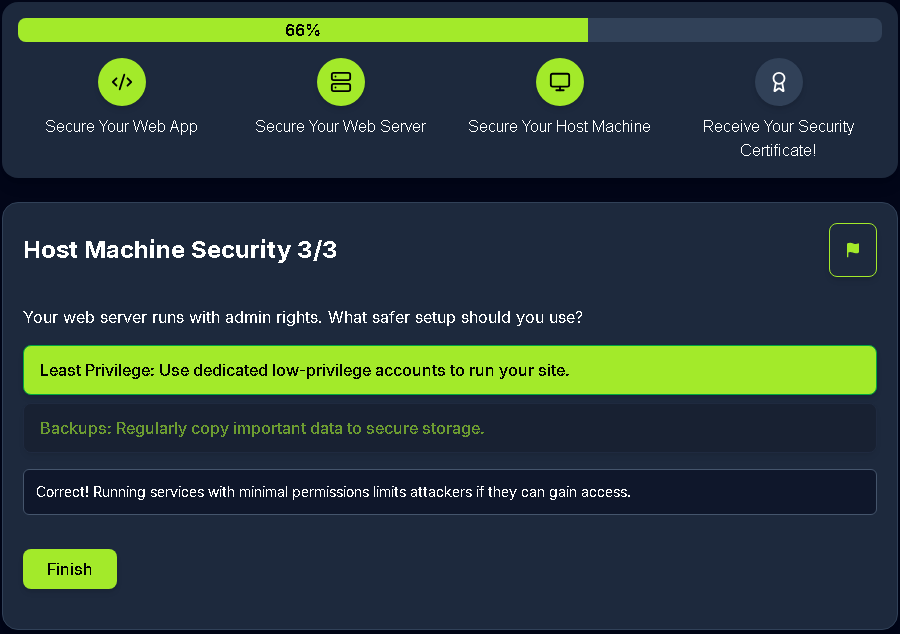 66%
Secure Your Web App
Secure Your Web Server
Secure Your Host Machine
Receive Your Security
Certificate!
Host Machine Security 3/3
Your web server runs with admin rights. What safer setup should you use?
Least Privilege: Use dedicated low-privilege accounts to run your site.
Backups: Regularly copy important data to secure storage.
Correct! Running services with minimal permissions limits attackers if they can gain access.
Finish